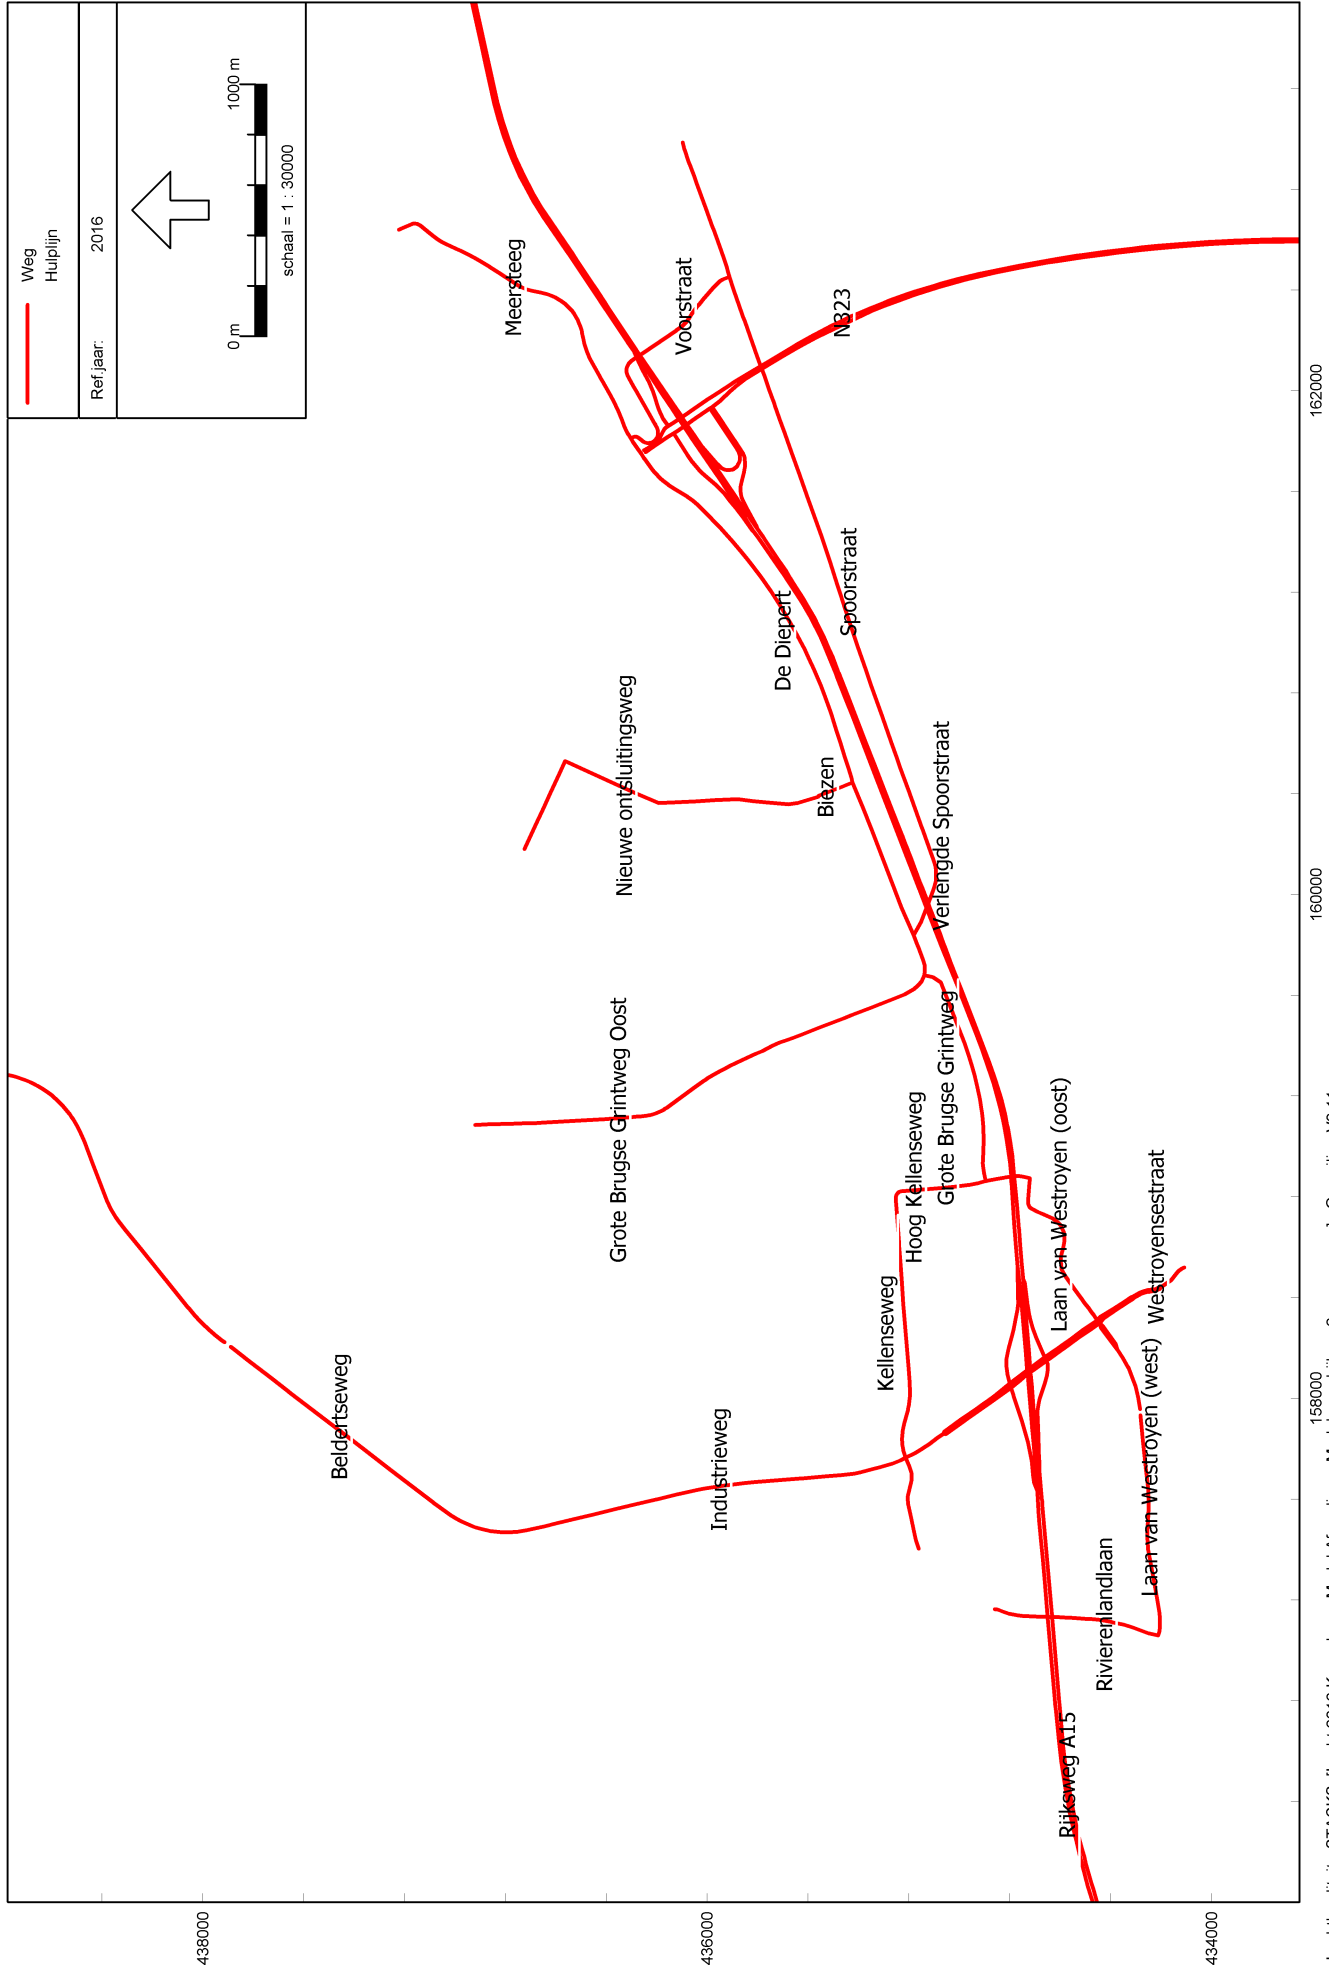 Weg
Hulplijn
Ref.jaar: 2016
0 m 1000 m
schaal = 1 : 30000
438000
436000
434000
158000
160000
162000
Beldertseweg
Industrieweg
Rijksweg A15
Rivierenlandlaan
Laan van Westroyen (west)
Westroyensestraat
Laan van Westroyen (oost)
Kellenseweg
Hoog Kellenseweg
Grote Brugse Grintweg
Grote Brugse Grintweg Oost
Verlengde Spoorstraat
Nieuwe ontsluitingsweg
Biezen
De Diepert
Spoorstraat
Meersteeg
Voorstraat
N323